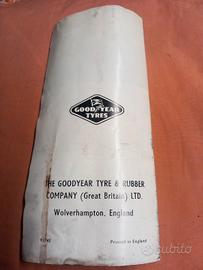 GOOD YEAR
TYRES
THE GOODYEAR TYRE & RUBBER
COMPANY (Great Britain) LTD.
Wolverhampton, England
Printed in England
subito